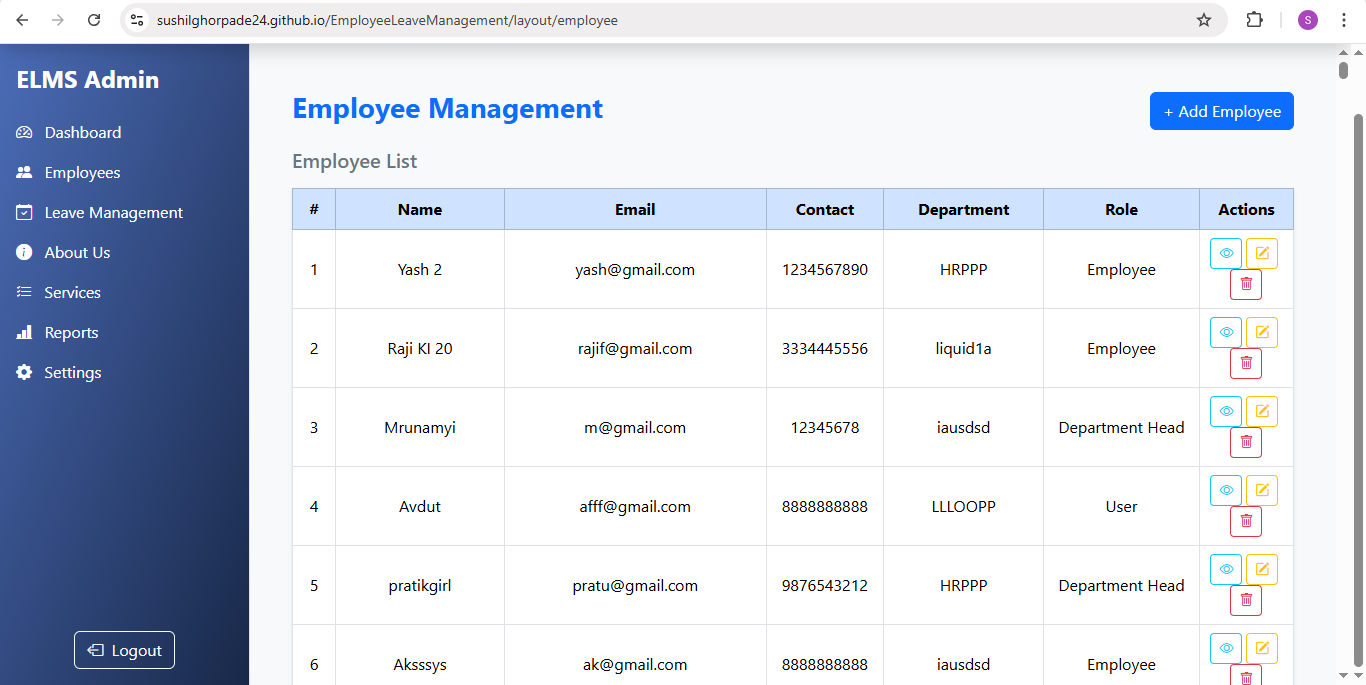 sushilghorpade24.github.io/EmployeeLeaveManagement/layout/employee
S
ELMS Admin
Dashboard
Employees
Leave Management
About Us
Services
Reports
Settings
Logout
Employee Management
+ Add Employee
Employee List
# Name Email Contact Department Role Actions
1 Yash 2 yash@gmail.com 1234567890 HRPPP Employee
2 Raji KI 20 rajif@gmail.com 3334445556 liquid1a Employee
3 Mrunamyi m@gmail.com 12345678 iausdsd Department Head
4 Avdut afff@gmail.com 8888888888 LLLOOPP User
5 pratikgirl pratu@gmail.com 9876543212 HRPPP Department Head
6 Aksssys ak@gmail.com 8888888888 iausdsd Employee